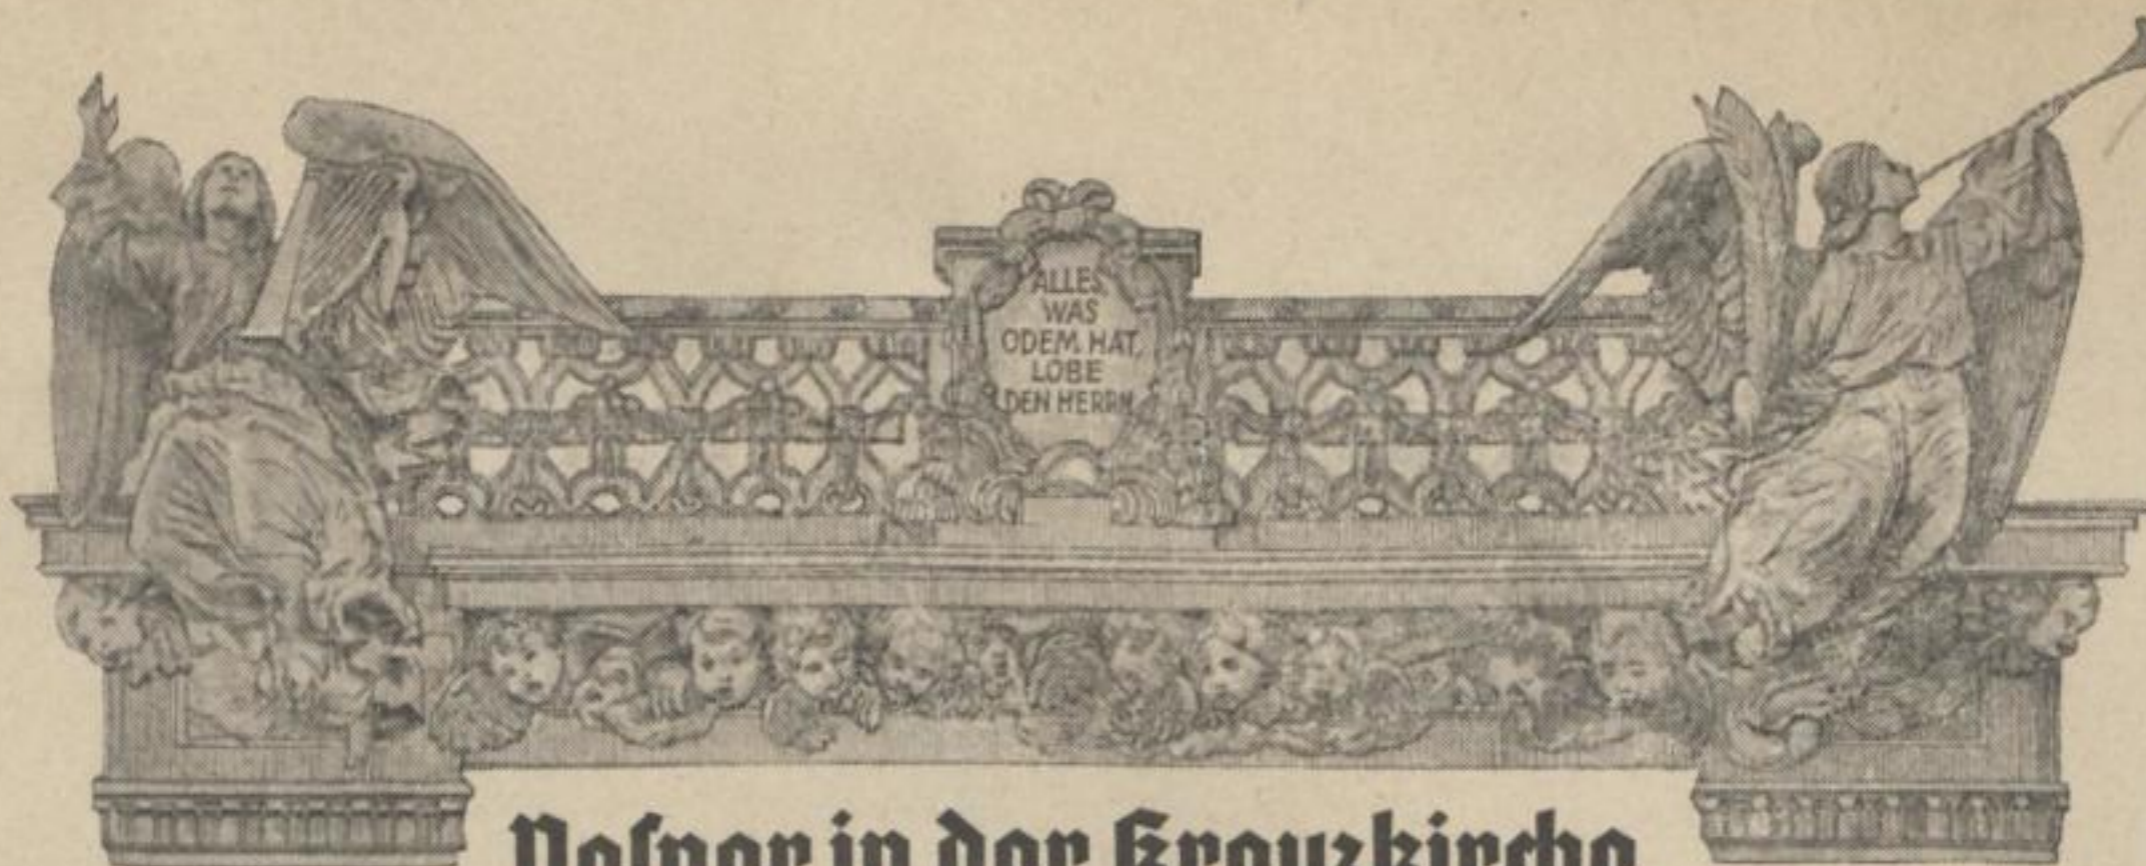 ALLES
WAS
ODEM HAT,
LOBE
DEN HERRN
Vesper in der Kreuzkirche